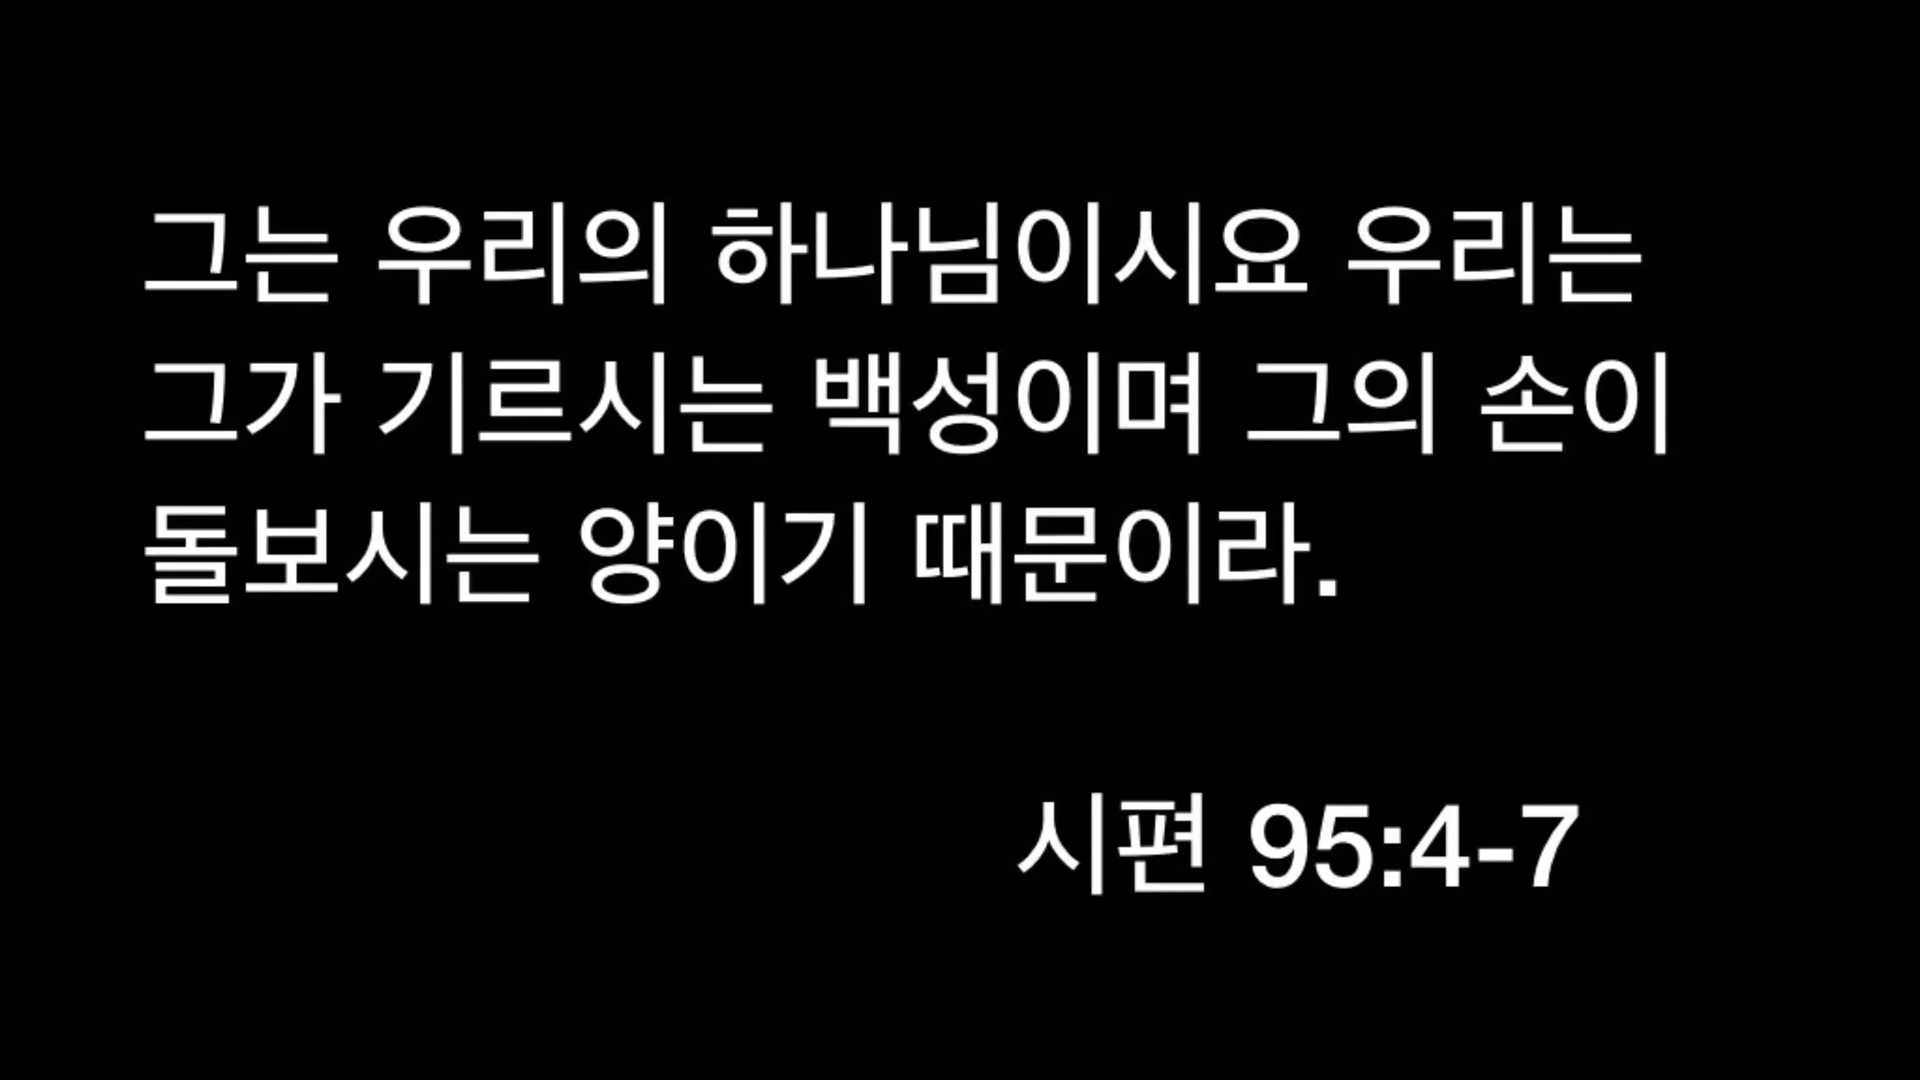 그는 우리의 하나님이시요 우리는
그가 기르시는 백성이며 그의 손이
돌보시는 양이기 때문이라.
시편 95:4-7